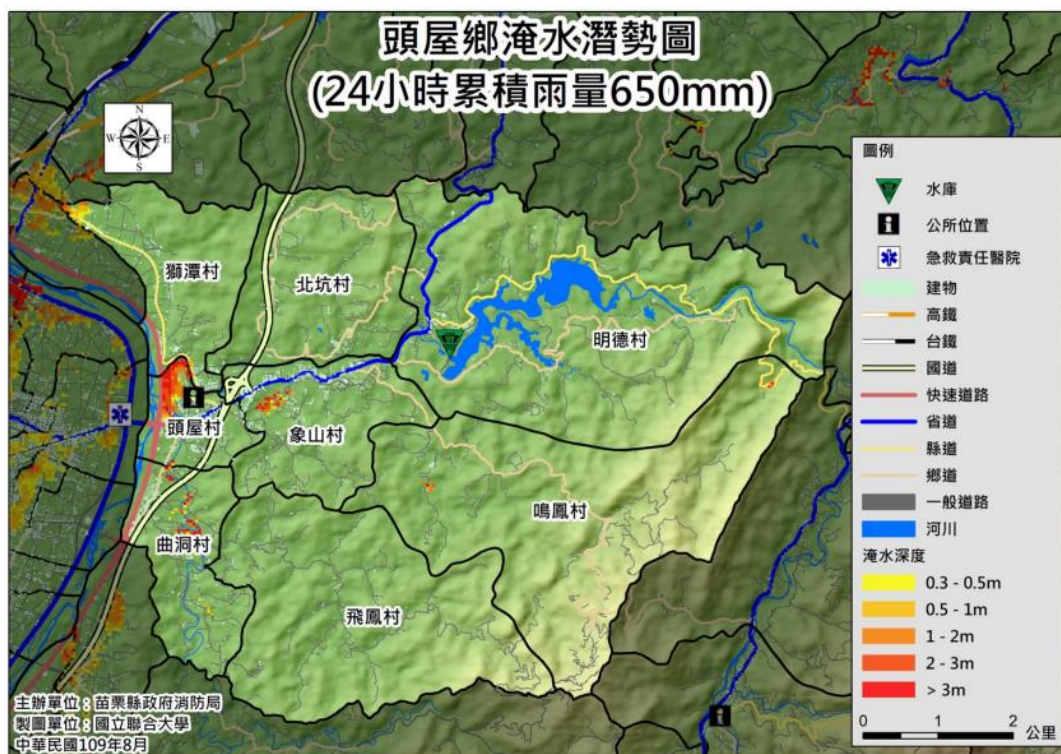 頭屋鄉淹水潛勢圖
(24小時累積雨量650mm)
N
W
E
S
獅潭村
北坑村
明德村
頭屋村
象山村
鳴鳳村
曲洞村
飛鳳村
圖例
水庫
公所位置
急救責任醫院
建物
高鐵
台鐵
國道
快速道路
省道
縣道
鄉道
一般道路
河川
淹水深度
0.3 - 0.5m
0.5 - 1m
1 - 2m
2 - 3m
> 3m
0 1 2
公里
主辦單位：苗栗縣政府消防局
製圖單位：國立聯合大學
中華民國109年8月